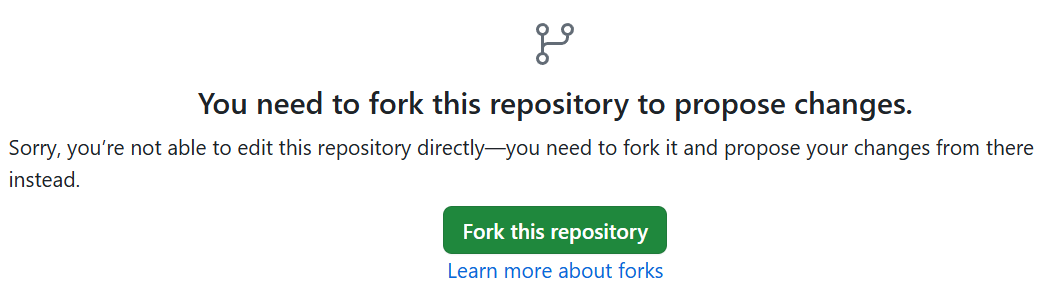 You need to fork this repository to propose changes.
Sorry, you’re not able to edit this repository directly—you need to fork it and propose your changes from there
instead.
Fork this repository
Learn more about forks